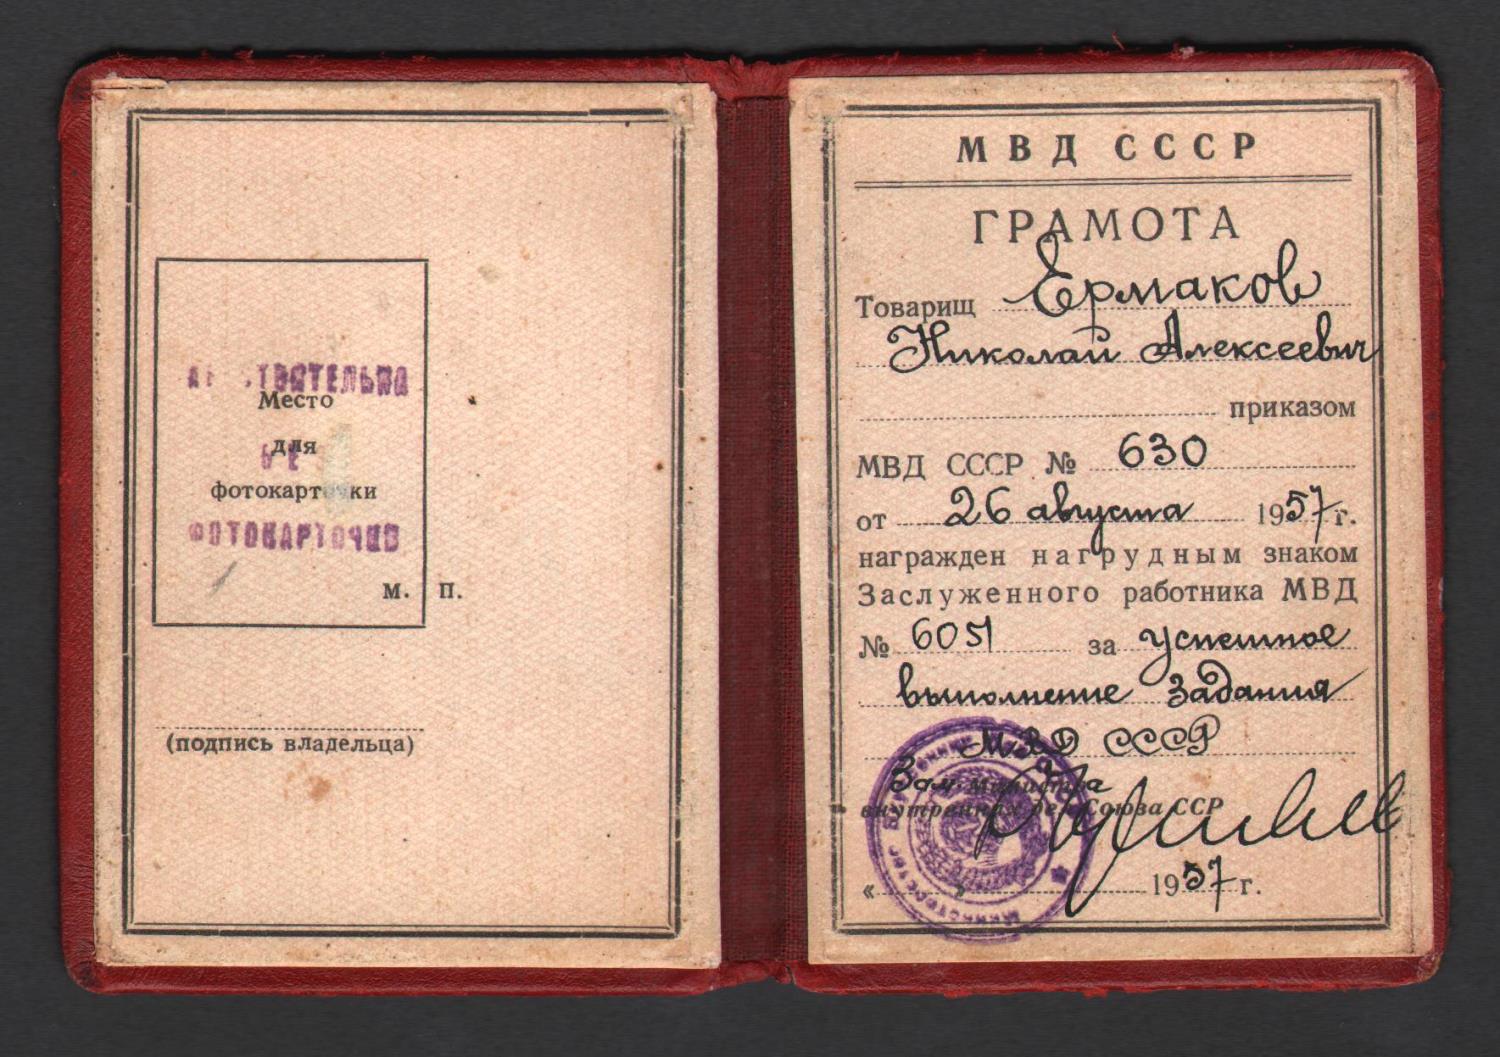 Место
для
фотокарточки
ФОТОКАРТОЧКИ
М. П.
(подпись владельца)
МВД СССР
ГРАМОТА
Товарищ Ермаков
Николай Алексеевич
приказом
МВД СССР № 630
от 26 августа 1957 г.
награжден нагрудным знаком
Заслуженного работника МВД
№ 6051 за успешное
выполнение задания
МВД СССР
Зам. Министра
внутренних дел Союза ССР
« » 1957 г.